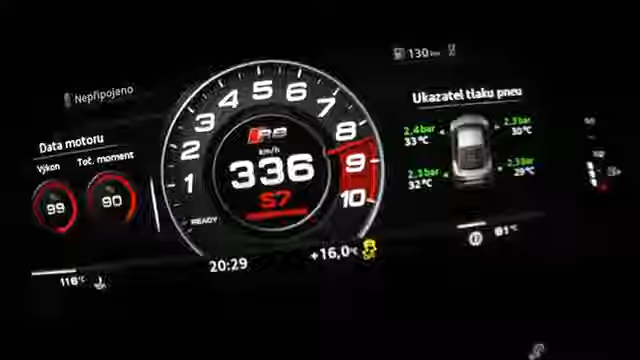 130 km
Nepřipojeno
Ukazatel tlaku pneu
Data motoru
Výkon
Toč. moment
99
90
1
2
3
4
5
6
7
8
9
10
R8
km/h
336
S7
READY
2,4 bar
33°C
2,3 bar
30°C
2,3 bar
32°C
2,3 bar
29°C
20:29
+16,0°C
116°C
81°C